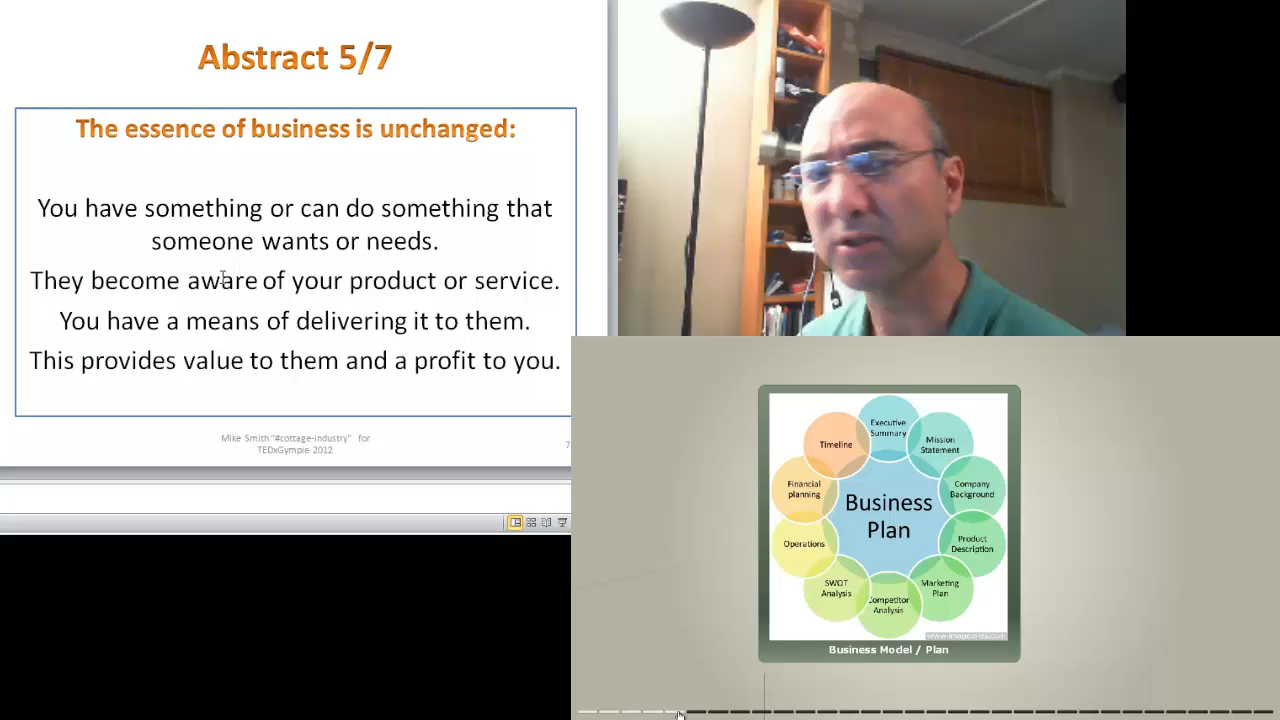 Abstract 5/7
The essence of business is unchanged:
You have something or can do something that
someone wants or needs.
They become aware of your product or service.
You have a means of delivering it to them.
This provides value to them and a profit to you.
Mike Smith "#cottage-industry" for
TEDxGympie 2012
7
Executive
Summary
Mission
Statement
Company
Background
Product
Description
Marketing
Plan
Competitor
Analysis
SWOT
Analysis
Operations
Financial
planning
Timeline
Business
Plan
Business Model / Plan